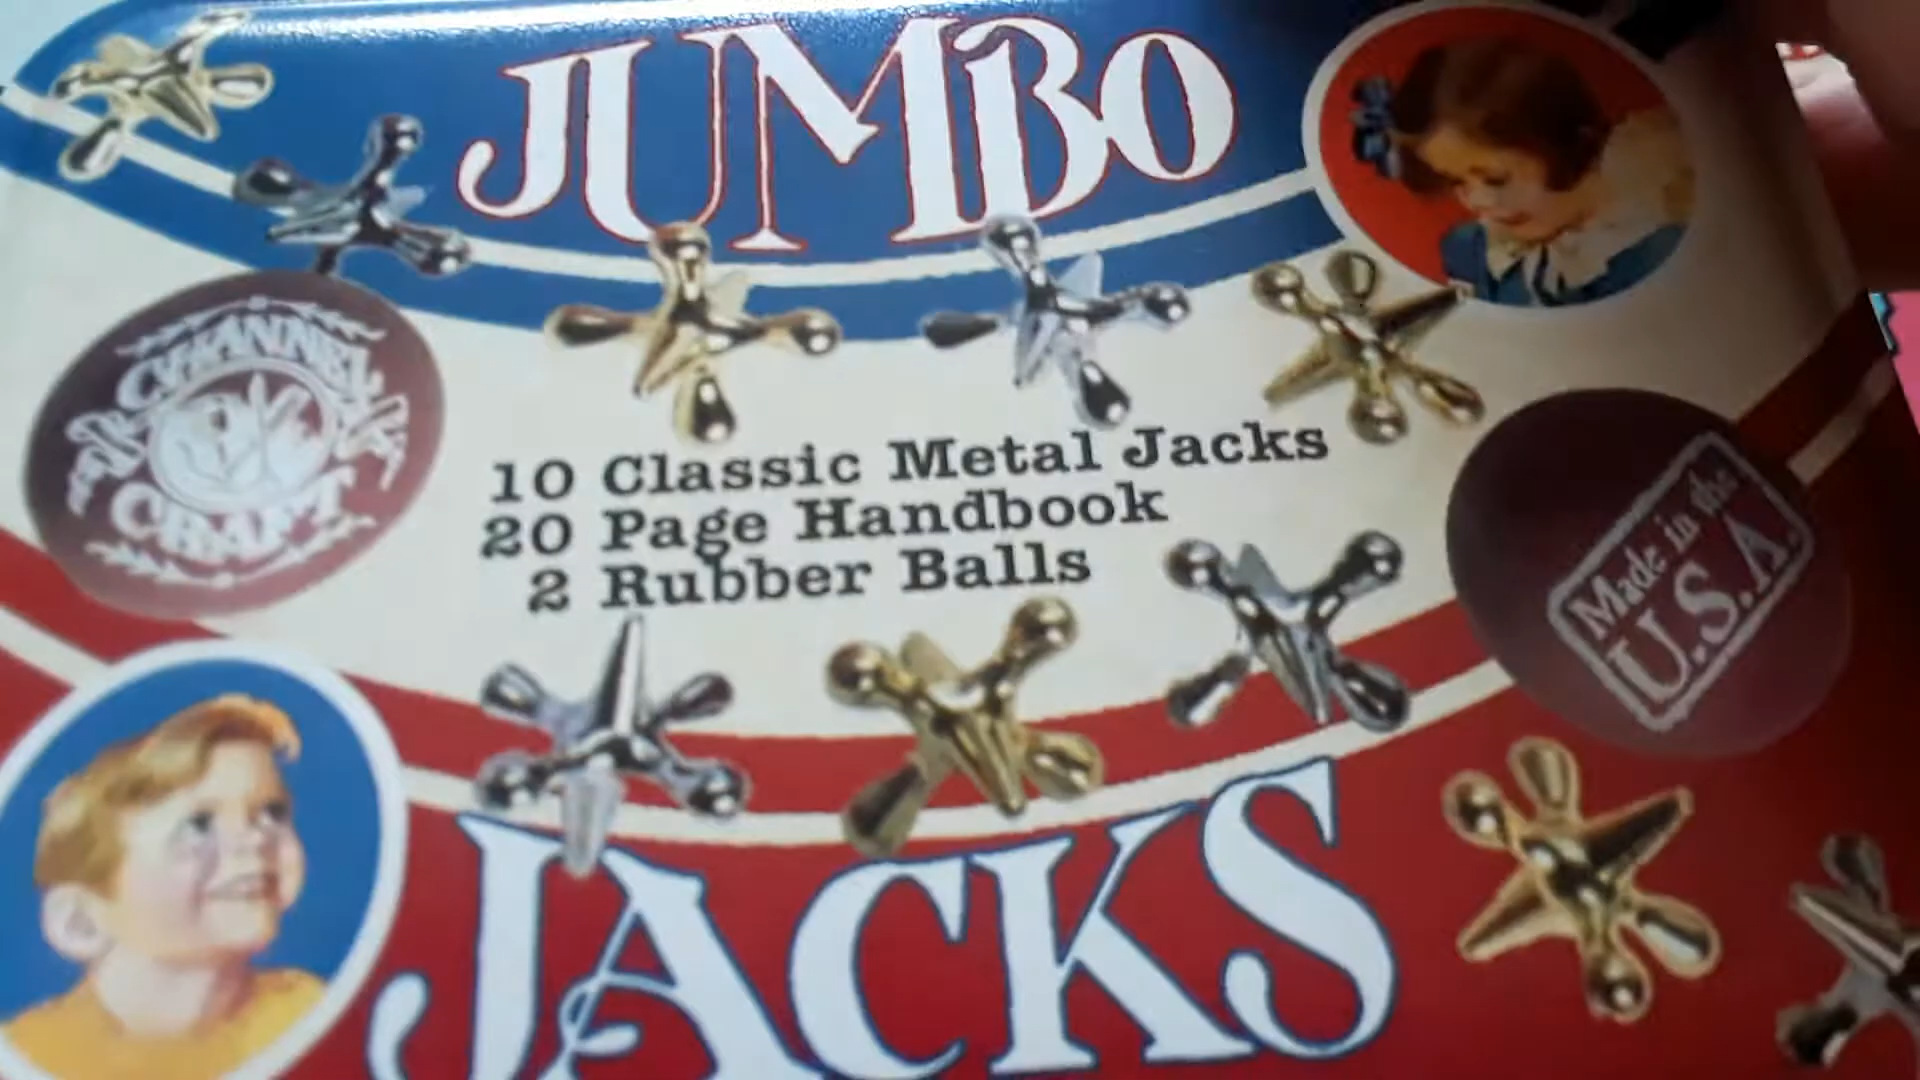 JUMBO
CHANNEL
CRAFT
10 Classic Metal Jacks
20 Page Handbook
2 Rubber Balls
Made in the
U.S.A.
JACKS